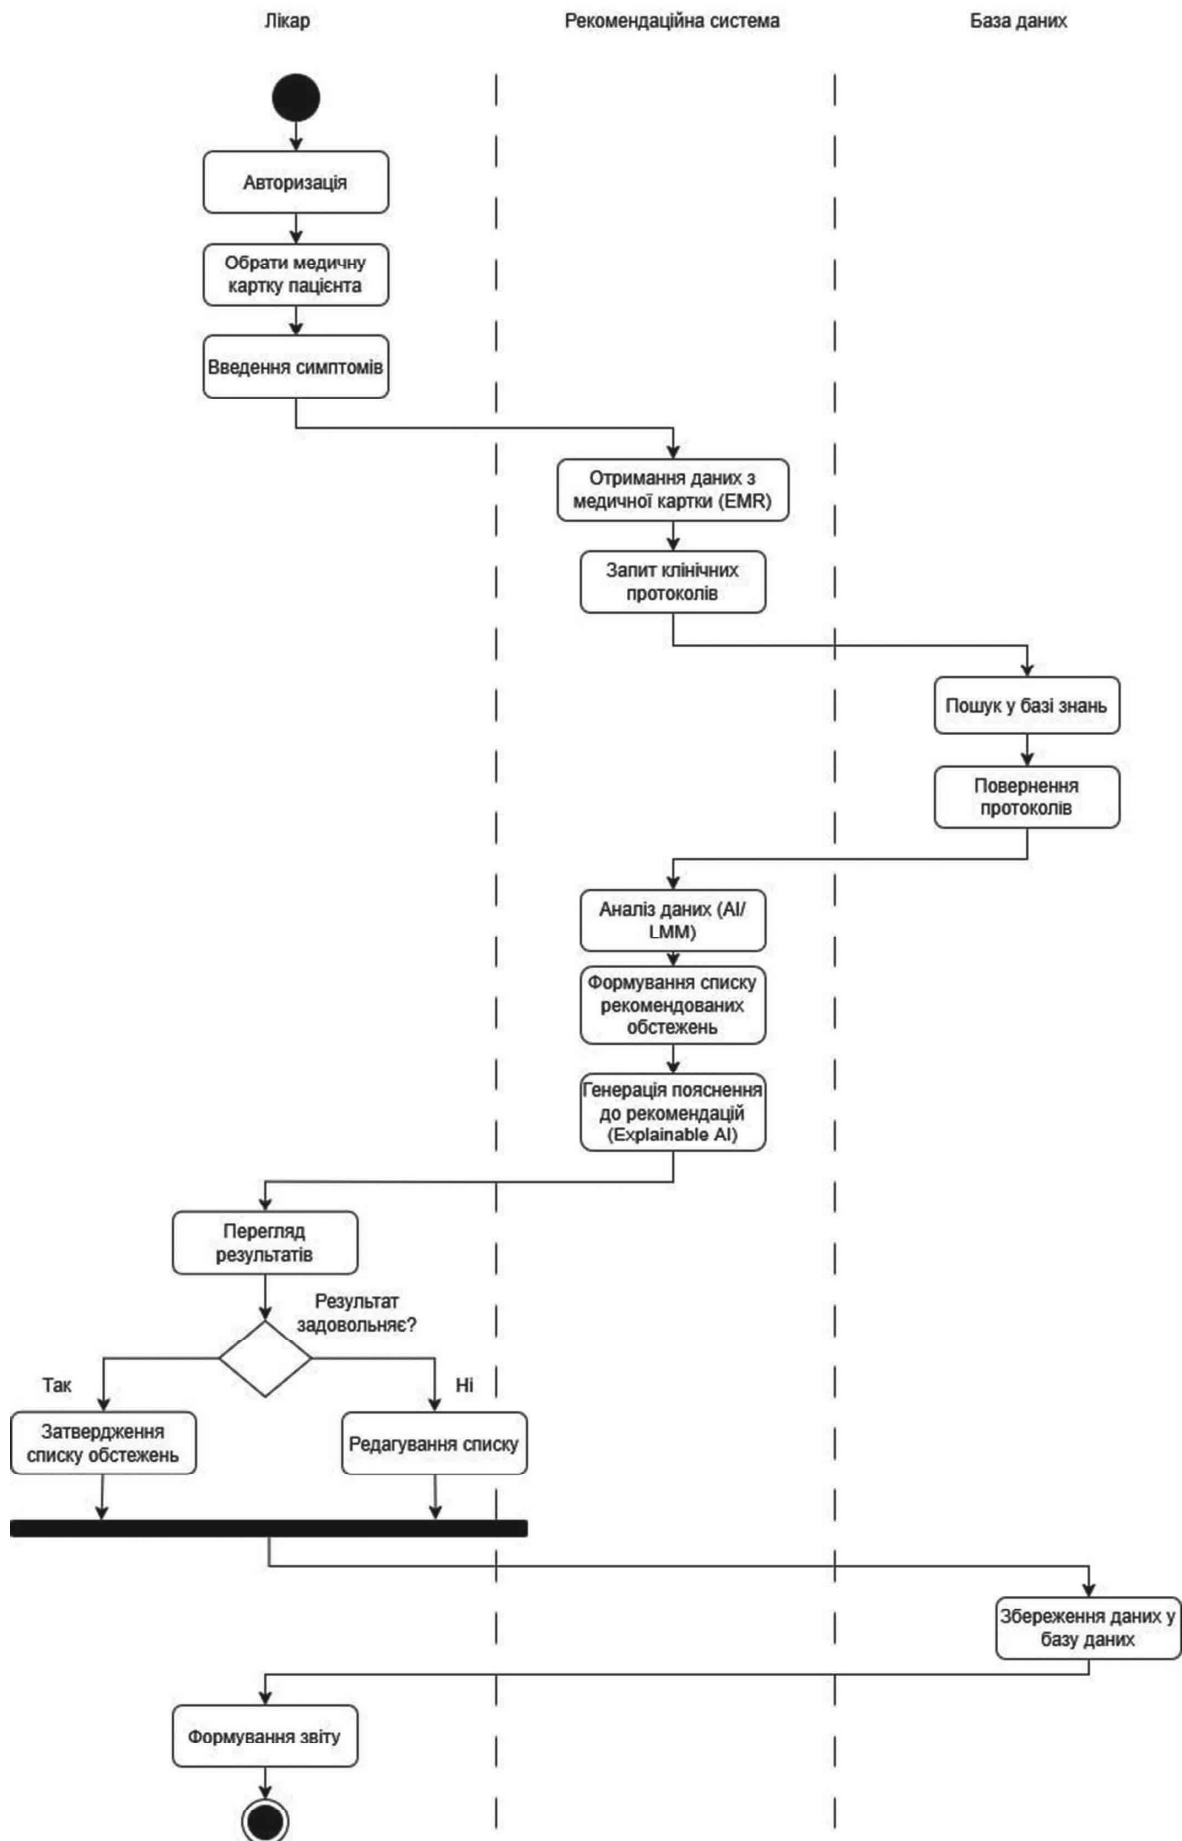 Лікар
Рекомендаційна система
База даних
Авторизація
Обрати медичну
картку пацієнта
Введення симптомів
Отримання даних з
медичної картки (EMR)
Запит клінічних
протоколів
Пошук у базі знань
Повернення
протоколів
Аналіз даних (AI/
LMM)
Формування списку
рекомендованих
обстежень
Генерація пояснення
до рекомендацій
(Explainable AI)
Перегляд
результатів
Результат
задовольняє?
Так
Ні
Затвердження
списку обстежень
Редагування списку
Збереження даних у
базу даних
Формування звіту